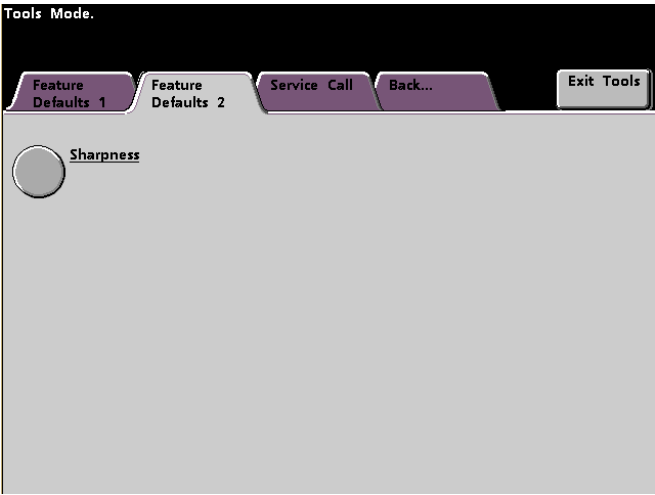 Tools Mode.
Feature
Defaults 1
Feature
Defaults 2
Service Call
Back...
Exit Tools
Sharpness